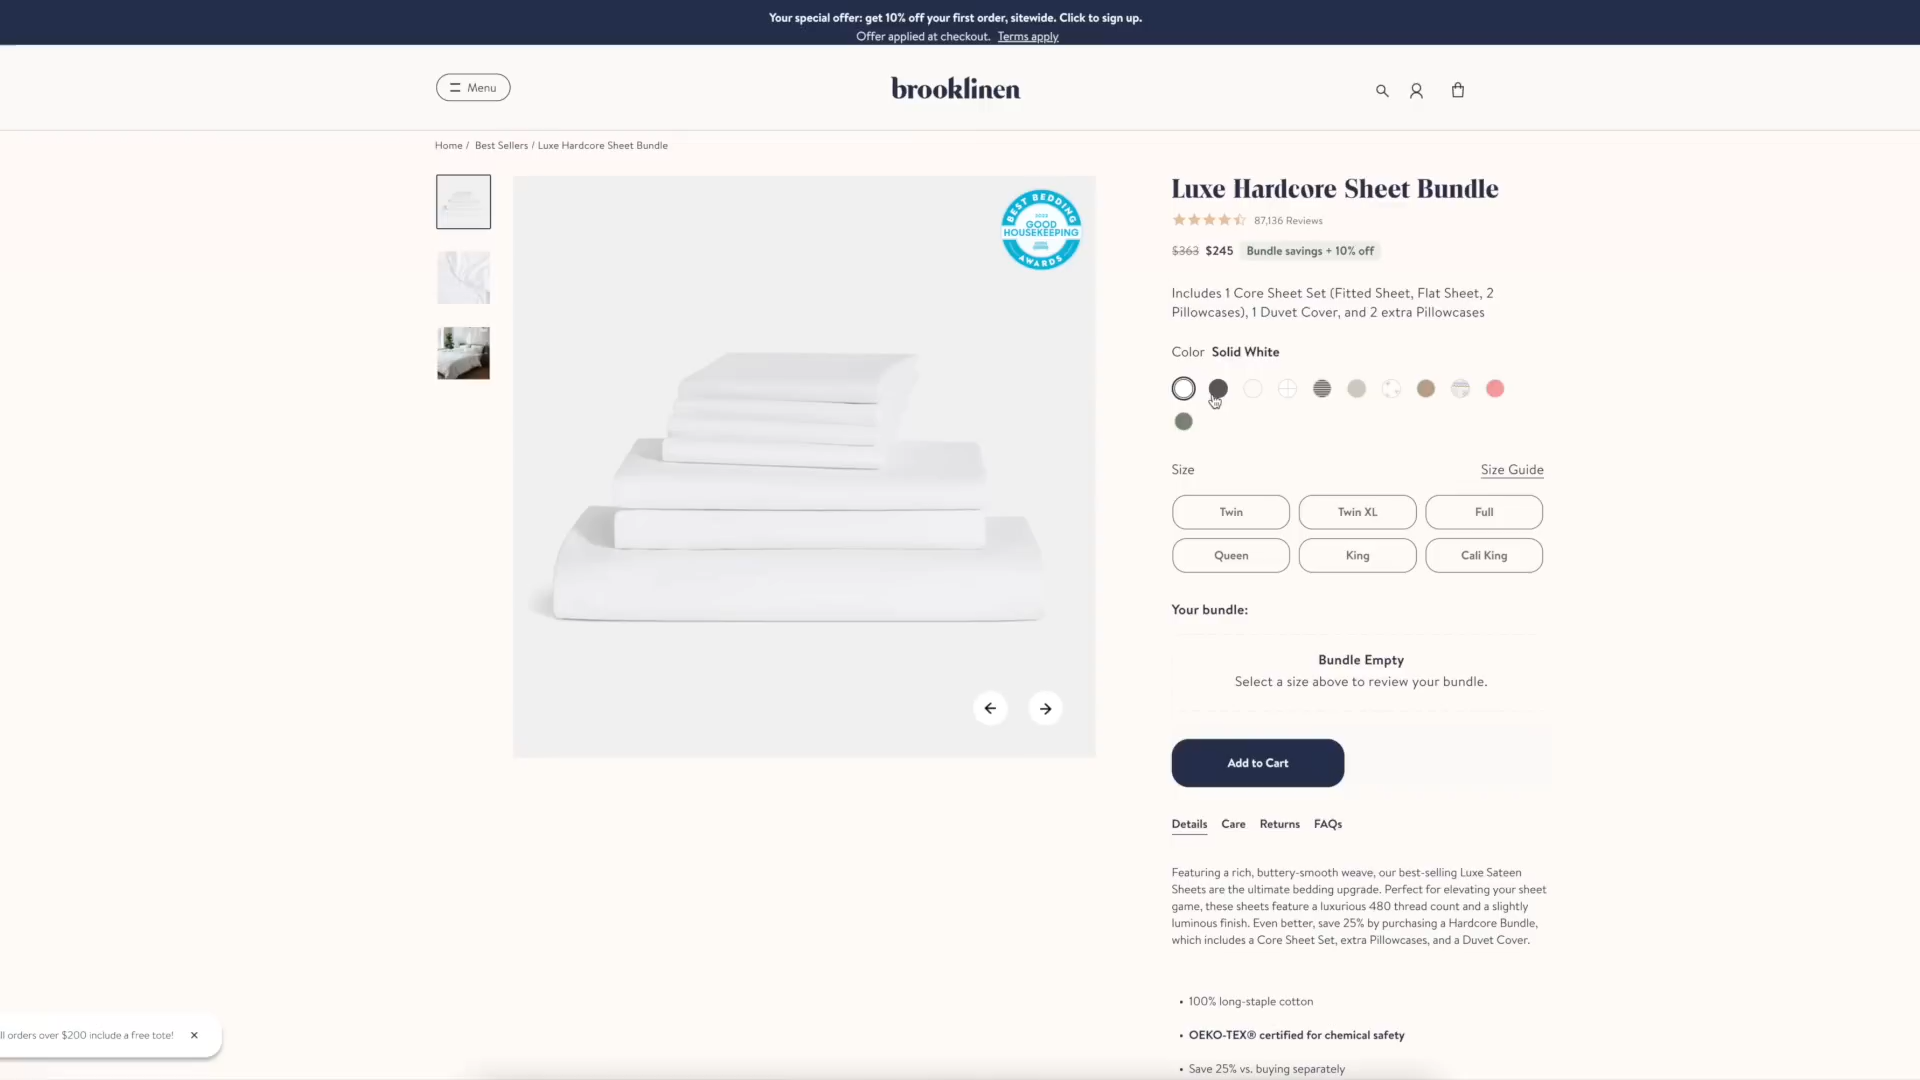 Your special offer: get 10% off your first order, sitewide. Click to sign up.
Offer applied at checkout. Terms apply
Menu
brooklinen
Home / Best Sellers / Luxe Hardcore Sheet Bundle
BEST BEDDING
2022
GOOD
HOUSEKEEPING
AWARDS
Luxe Hardcore Sheet Bundle
87,136 Reviews
$363 $245 Bundle savings + 10% off
Includes 1 Core Sheet Set (Fitted Sheet, Flat Sheet, 2
Pillowcases), 1 Duvet Cover, and 2 extra Pillowcases
Color Solid White
Size Size Guide
Twin Twin XL Full
Queen King Cali King
Your bundle:
Bundle Empty
Select a size above to review your bundle.
Add to Cart
Details Care Returns FAQs
Featuring a rich, buttery-smooth weave, our best-selling Luxe Sateen
Sheets are the ultimate bedding upgrade. Perfect for elevating your sheet
game, these sheets feature a luxurious 480 thread count and a slightly
luminous finish. Even better, save 25% by purchasing a Hardcore Bundle,
which includes a Core Sheet Set, extra Pillowcases, and a Duvet Cover.
• 100% long-staple cotton
• OEKO-TEX® certified for chemical safety
• Save 25% vs. buying separately
ll orders over $200 include a free tote!